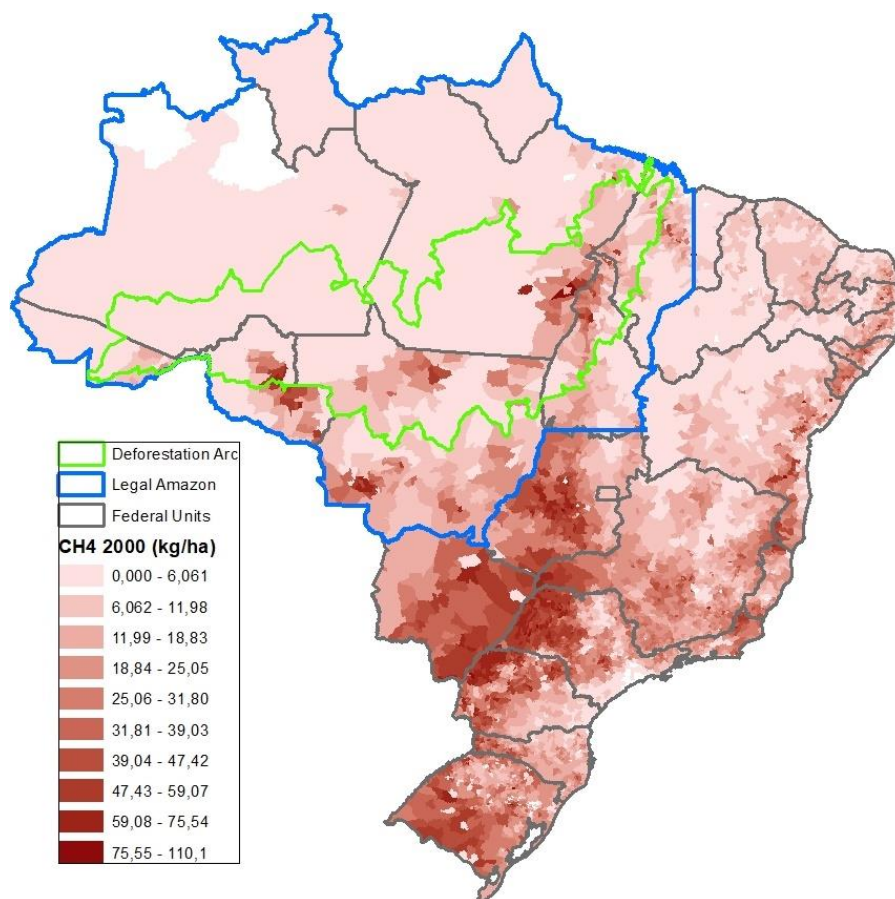 Deforestation Arc
Legal Amazon
Federal Units
CH4 2000 (kg/ha)
0,000 - 6,061
6,062 - 11,98
11,99 - 18,83
18,84 - 25,05
25,06 - 31,80
31,81 - 39,03
39,04 - 47,42
47,43 - 59,07
59,08 - 75,54
75,55 - 110,1